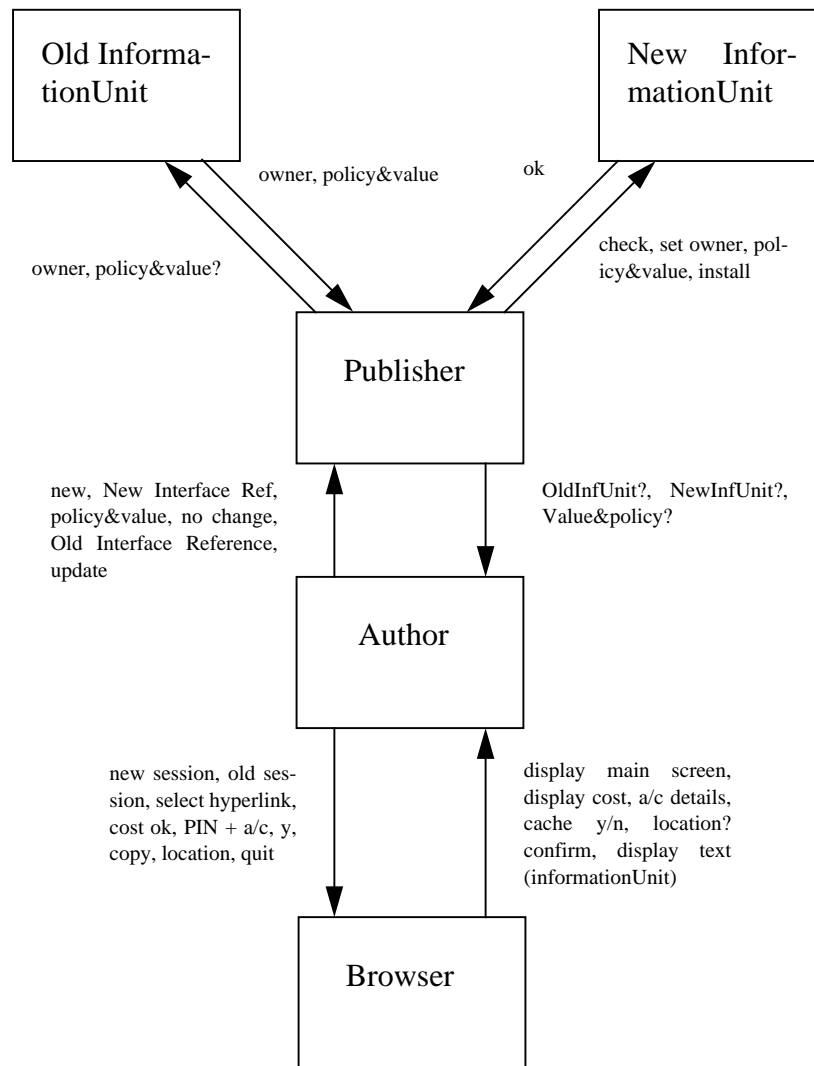 Old Informa-
tionUnit
New Infor-
mationUnit
owner, policy&value
ok
owner, policy&value?
check, set owner, pol-
icy&value, install
Publisher
new, New Interface Ref,
policy&value, no change,
Old Interface Reference,
update
OldInfUnit?, NewInfUnit?,
Value&policy?
Author
new session, old ses-
sion, select hyperlink,
cost ok, PIN + a/c, y,
copy, location, quit
display main screen,
display cost, a/c details,
cache y/n, location?
confirm, display text
(informationUnit)
Browser